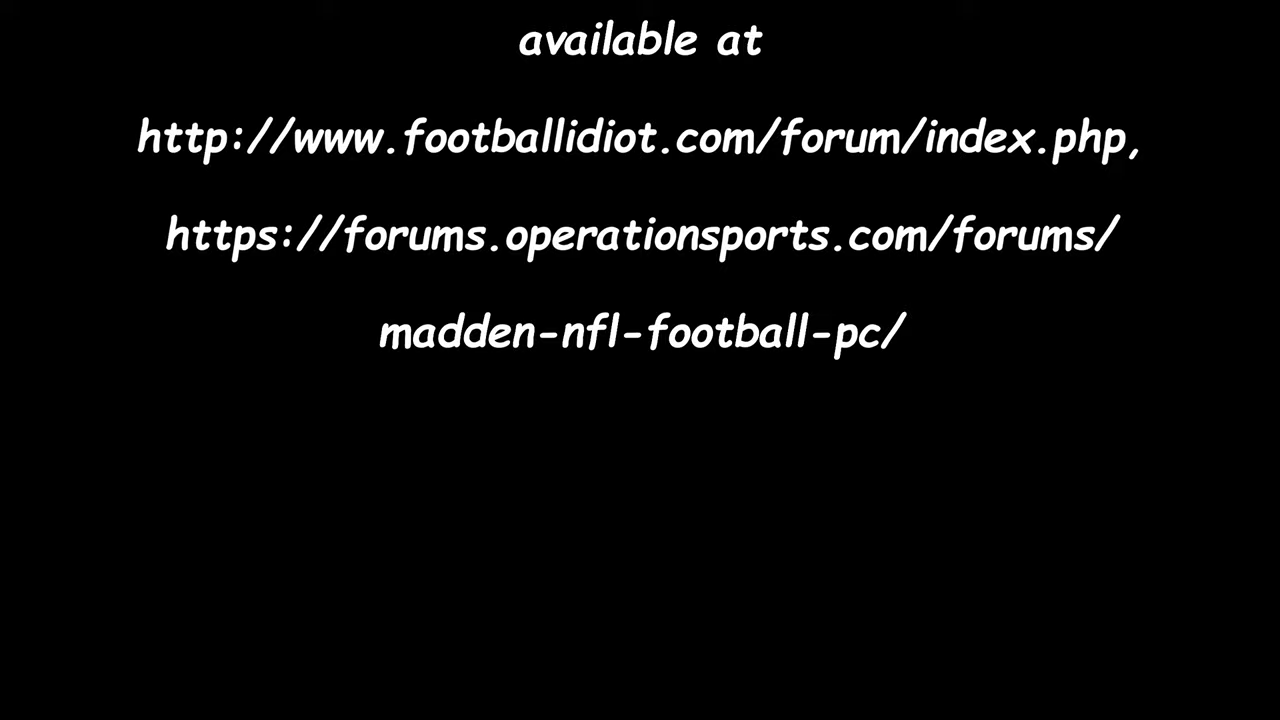 available at
http://www.footballidiot.com/forum/index.php,
https://forums.operationsports.com/forums/
madden-nfl-football-pc/